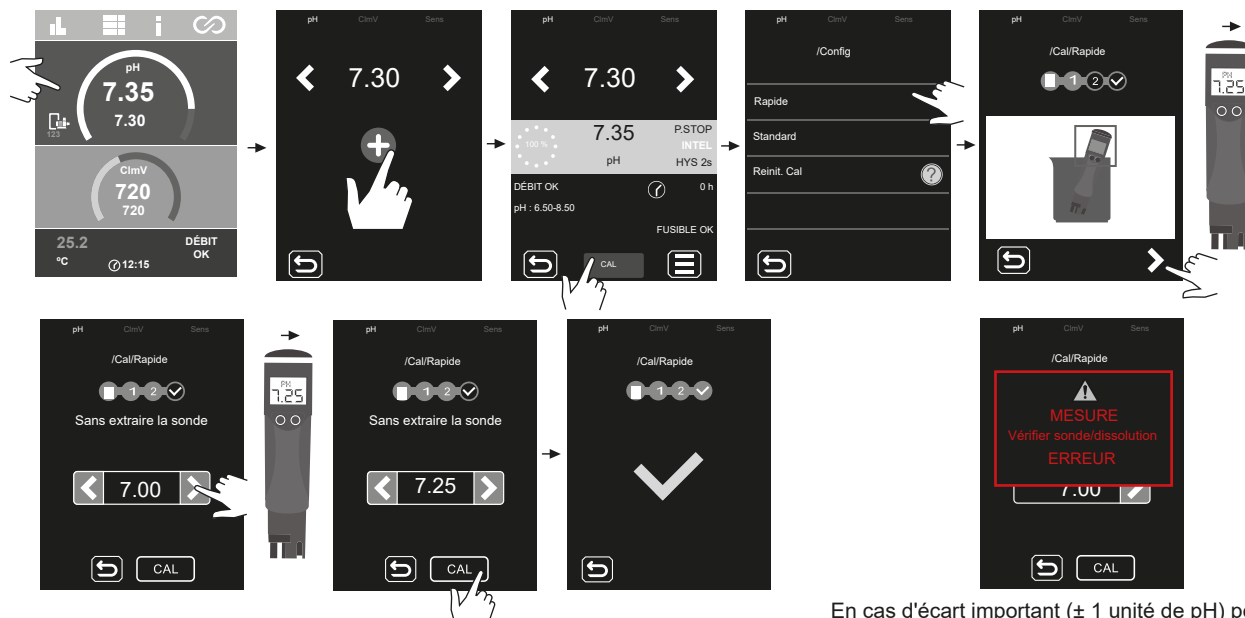 pH
7.35
7.30
123
ClmV
720
720
25.2
ºC
12:15
DÉBIT
OK
pH ClmV Sens
7.30
pH ClmV Sens
7.30
100 %
7.35
pH
P.STOP
INTEL
HYS 2s
DÉBIT OK
0 h
pH : 6.50-8.50
FUSIBLE OK
CAL
pH ClmV Sens
/Config
Rapide
Standard
Reinit. Cal ?
pH ClmV Sens
/Cal/Rapide
1 2
PH
7.25
pH ClmV Sens
/Cal/Rapide
1 2
Sans extraire la sonde
7.00
CAL
PH
7.25
pH ClmV Sens
/Cal/Rapide
1 2
Sans extraire la sonde
7.25
CAL
pH ClmV Sens
/Cal/Rapide
1 2
pH ClmV Sens
/Cal/Rapide
MESURE
Vérifier sonde/dissolution
ERREUR
7.00
CAL
En cas d'écart important (± 1 unité de pH)